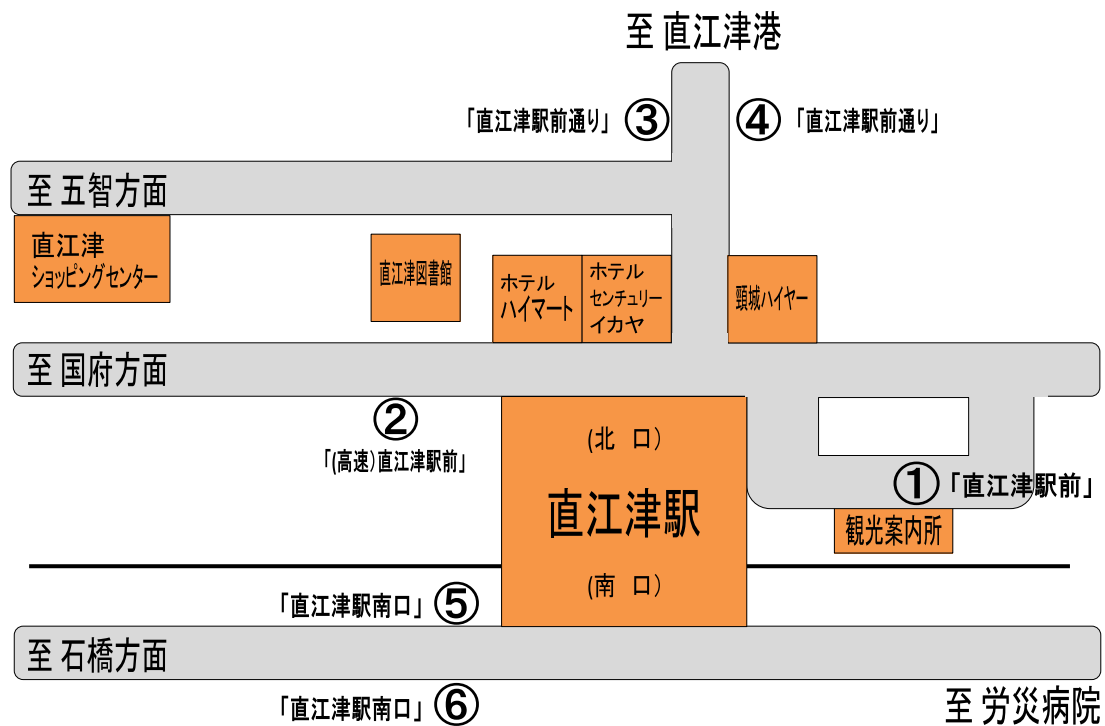 至 直江津港
「直江津駅前通り」 ③
④ 「直江津駅前通り」
至 五智方面
直江津
ショッピングセンター
直江津図書館
ホテル
ハイマート
ホテル
センチュリー
イカヤ
頸城ハイヤー
至 国府方面
②
「(高速)直江津駅前」
(北 口)
直江津駅
(南 口)
① 「直江津駅前」
観光案内所
「直江津駅南口」 ⑤
至 石橋方面
「直江津駅南口」 ⑥
至 労災病院